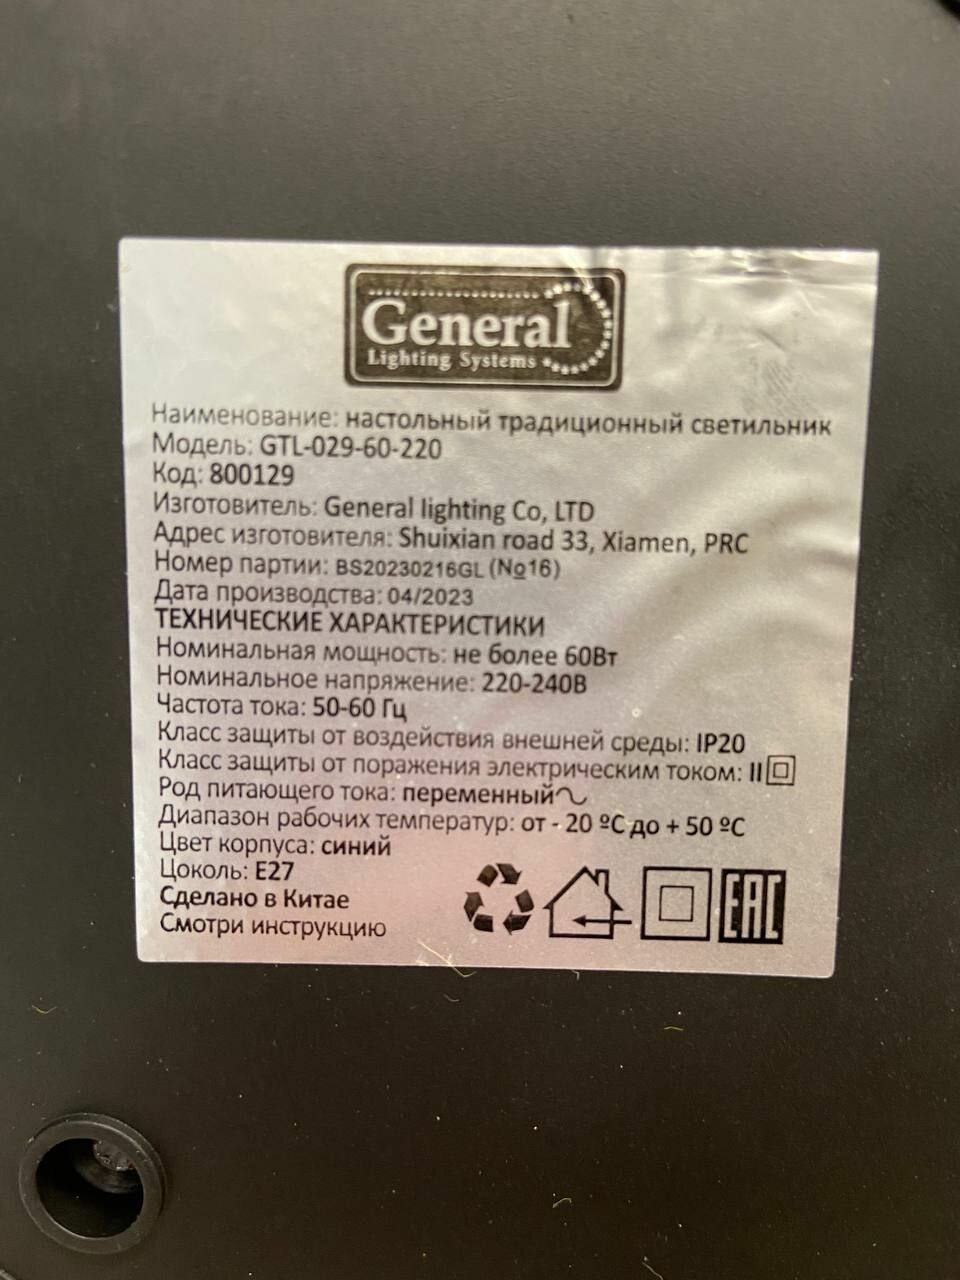 General
Lighting Systems
Наименование: настольный традиционный светильник
Модель: GTL-029-60-220
Код: 800129
Изготовитель: General lighting Co, LTD
Адрес изготовителя: Shuixian road 33, Xiamen, PRC
Номер партии: BS20230216GL (№16)
Дата производства: 04/2023
ТЕХНИЧЕСКИЕ ХАРАКТЕРИСТИКИ
Номинальная мощность: не более 60Вт
Номинальное напряжение: 220-240В
Частота тока: 50-60 Гц
Класс защиты от воздействия внешней среды: IP20
Класс защиты от поражения электрическим током: II
Род питающего тока: переменный
Диапазон рабочих температур: от - 20 ºС до + 50 ºС
Цвет корпуса: синий
Цоколь: E27
Сделано в Китае
Смотри инструкцию
EAC